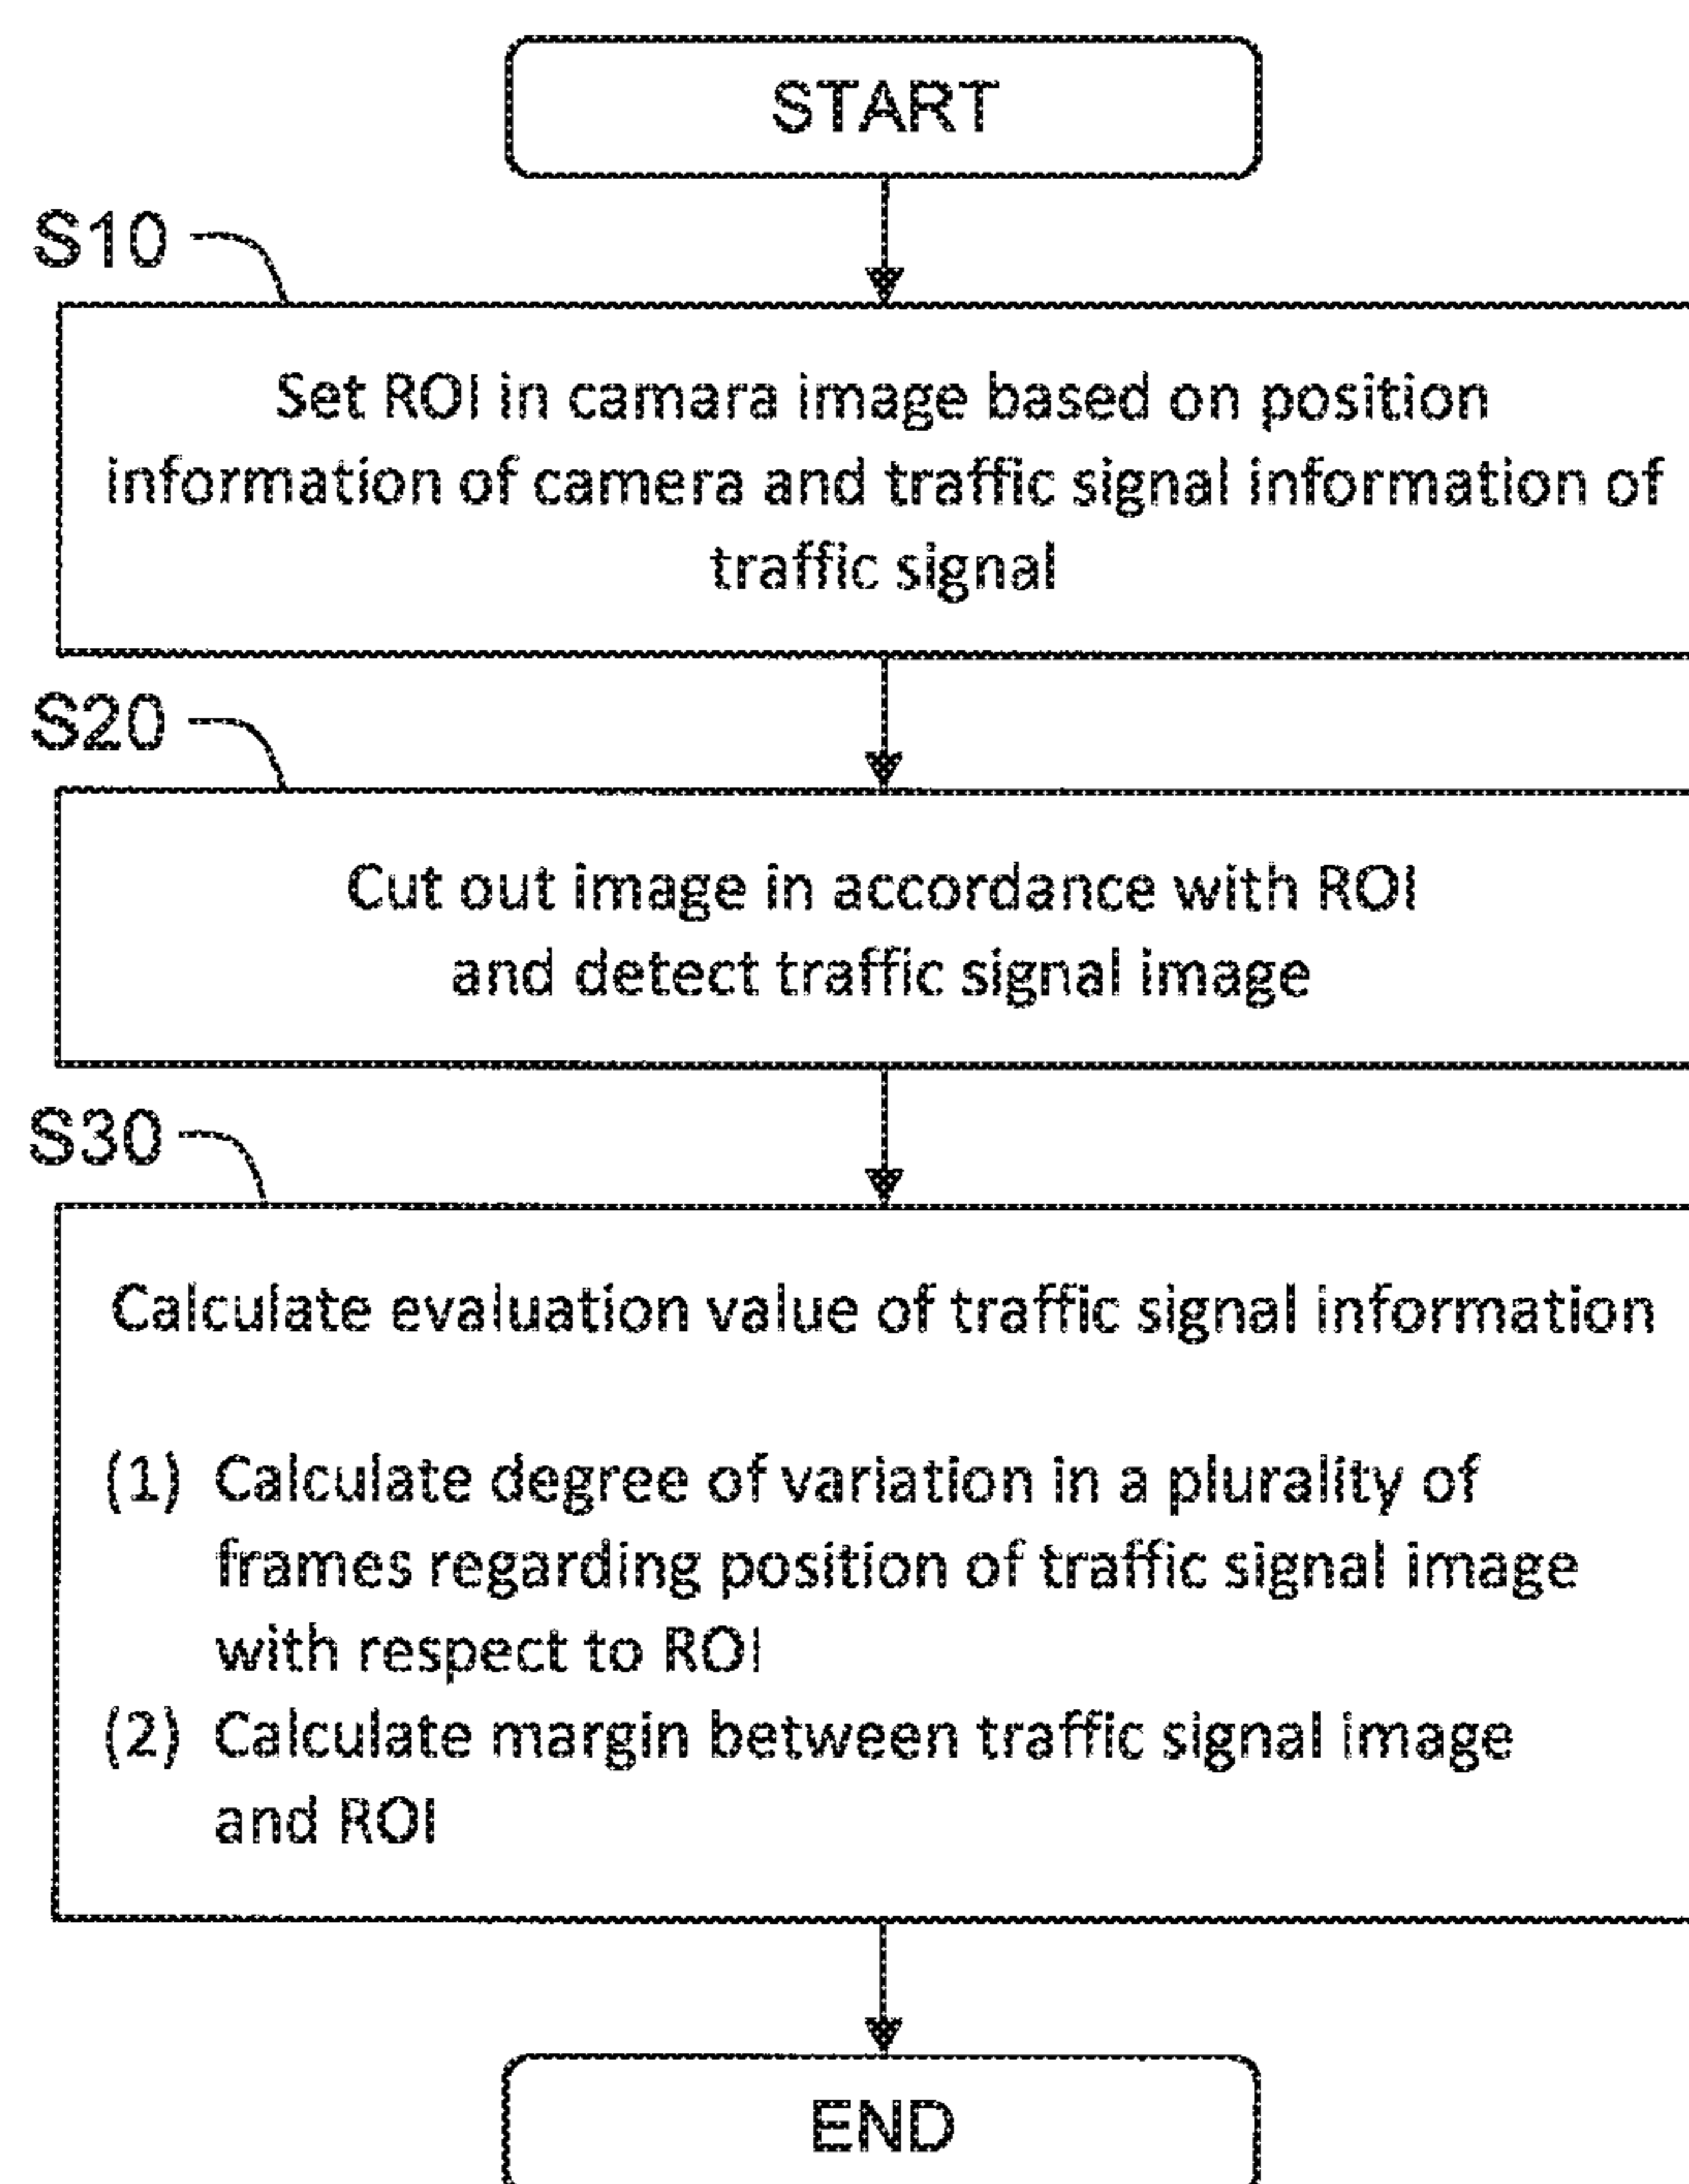 START
S10
Set ROI in camara image based on position
information of camera and traffic signal information of
traffic signal
S20
Cut out image in accordance with ROI
and detect traffic signal image
S30
Calculate evaluation value of traffic signal information
(1) Calculate degree of variation in a plurality of
frames regarding position of traffic signal image
with respect to ROI
(2) Calculate margin between traffic signal image
and ROI
END